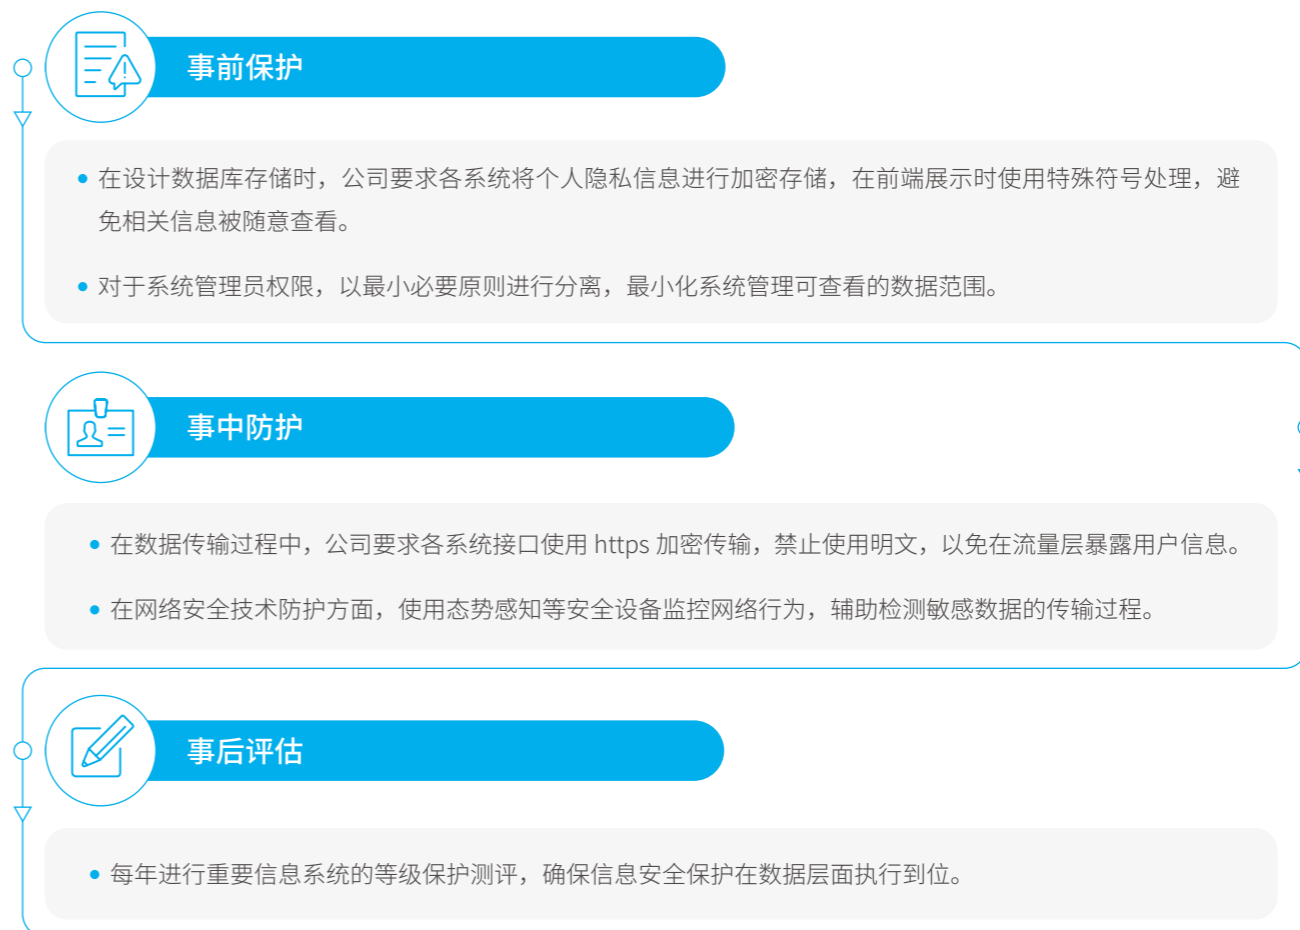 事前保护
在设计数据库存储时，公司要求各系统将个人隐私信息进行加密存储，在前端展示时使用特殊符号处理，避
免相关信息被随意查看。
对于系统管理员权限，以最小必要原则进行分离，最小化系统管理可查看的数据范围。
事中防护
在数据传输过程中，公司要求各系统接口使用 https 加密传输，禁止使用明文，以免在流量层暴露用户信息。
在网络安全技术防护方面，使用态势感知等安全设备监控网络行为，辅助检测敏感数据的传输过程。
事后评估
每年进行重要信息系统的等级保护测评，确保信息安全保护在数据层面执行到位。